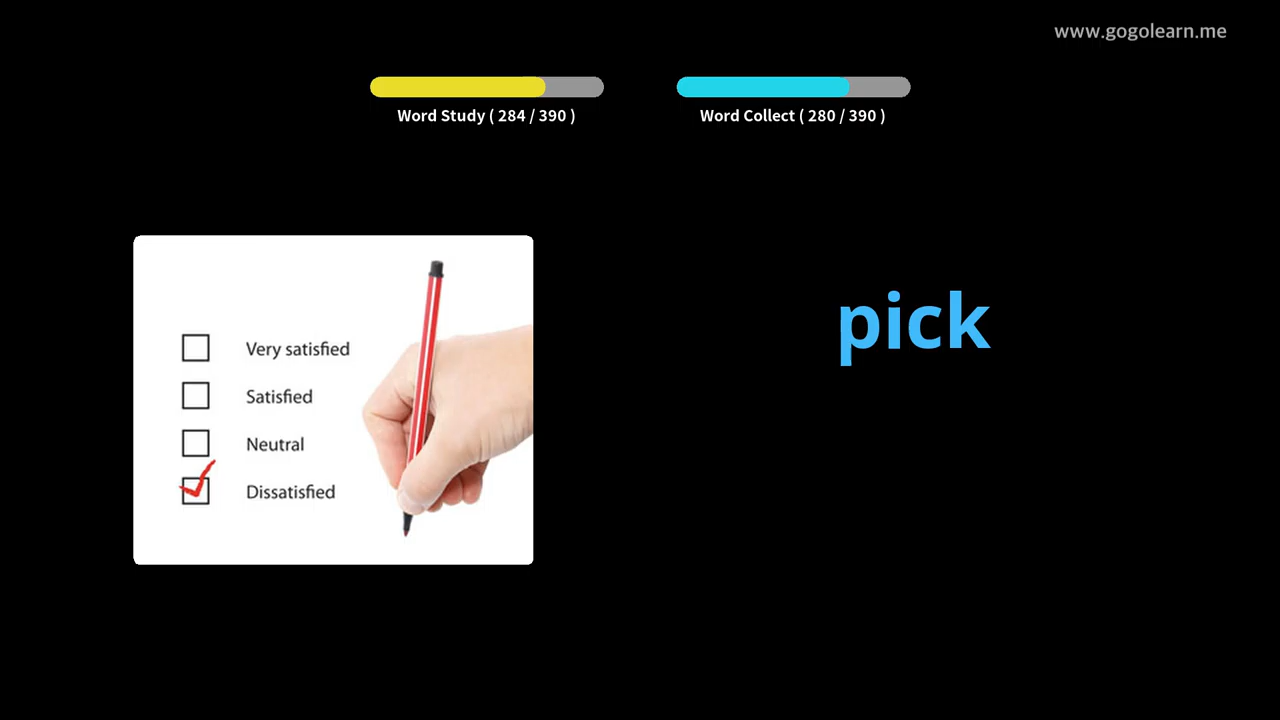 www.gogolearn.me
Word Study ( 284 / 390 )
Word Collect ( 280 / 390 )
Very satisfied
Satisfied
Neutral
Dissatisfied
pick